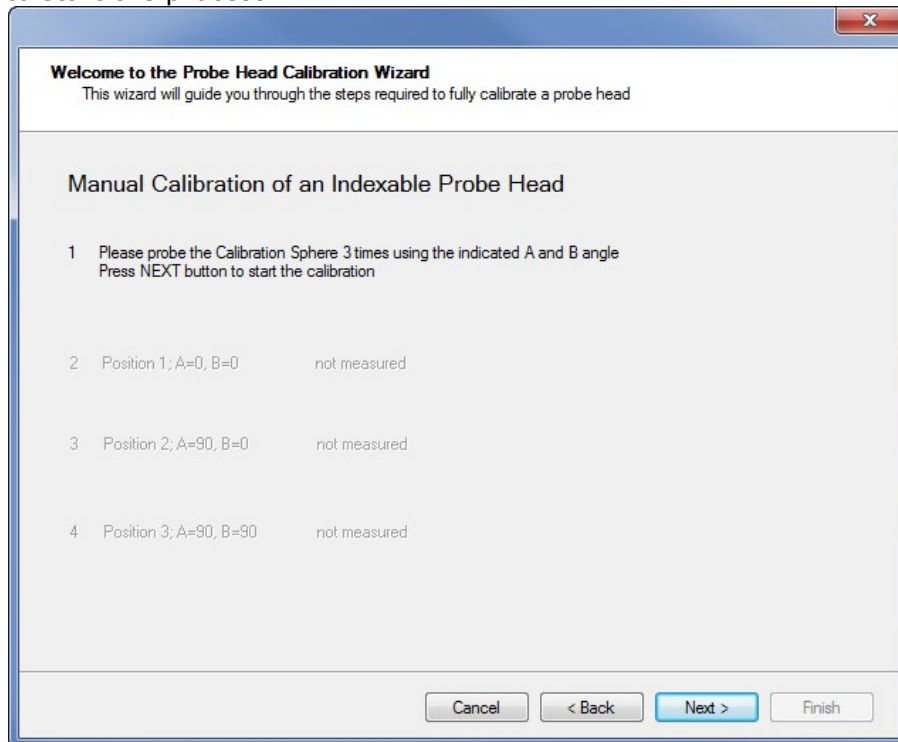 Welcome to the Probe Head Calibration Wizard
This wizard will guide you through the steps required to fully calibrate a probe head
Manual Calibration of an Indexable Probe Head
1 Please probe the Calibration Sphere 3 times using the indicated A and B angle
Press NEXT button to start the calibration
2 Position 1; A=0, B=0 not measured
3 Position 2; A=90, B=0 not measured
4 Position 3; A=90, B=90 not measured
Cancel < Back Next > Finish